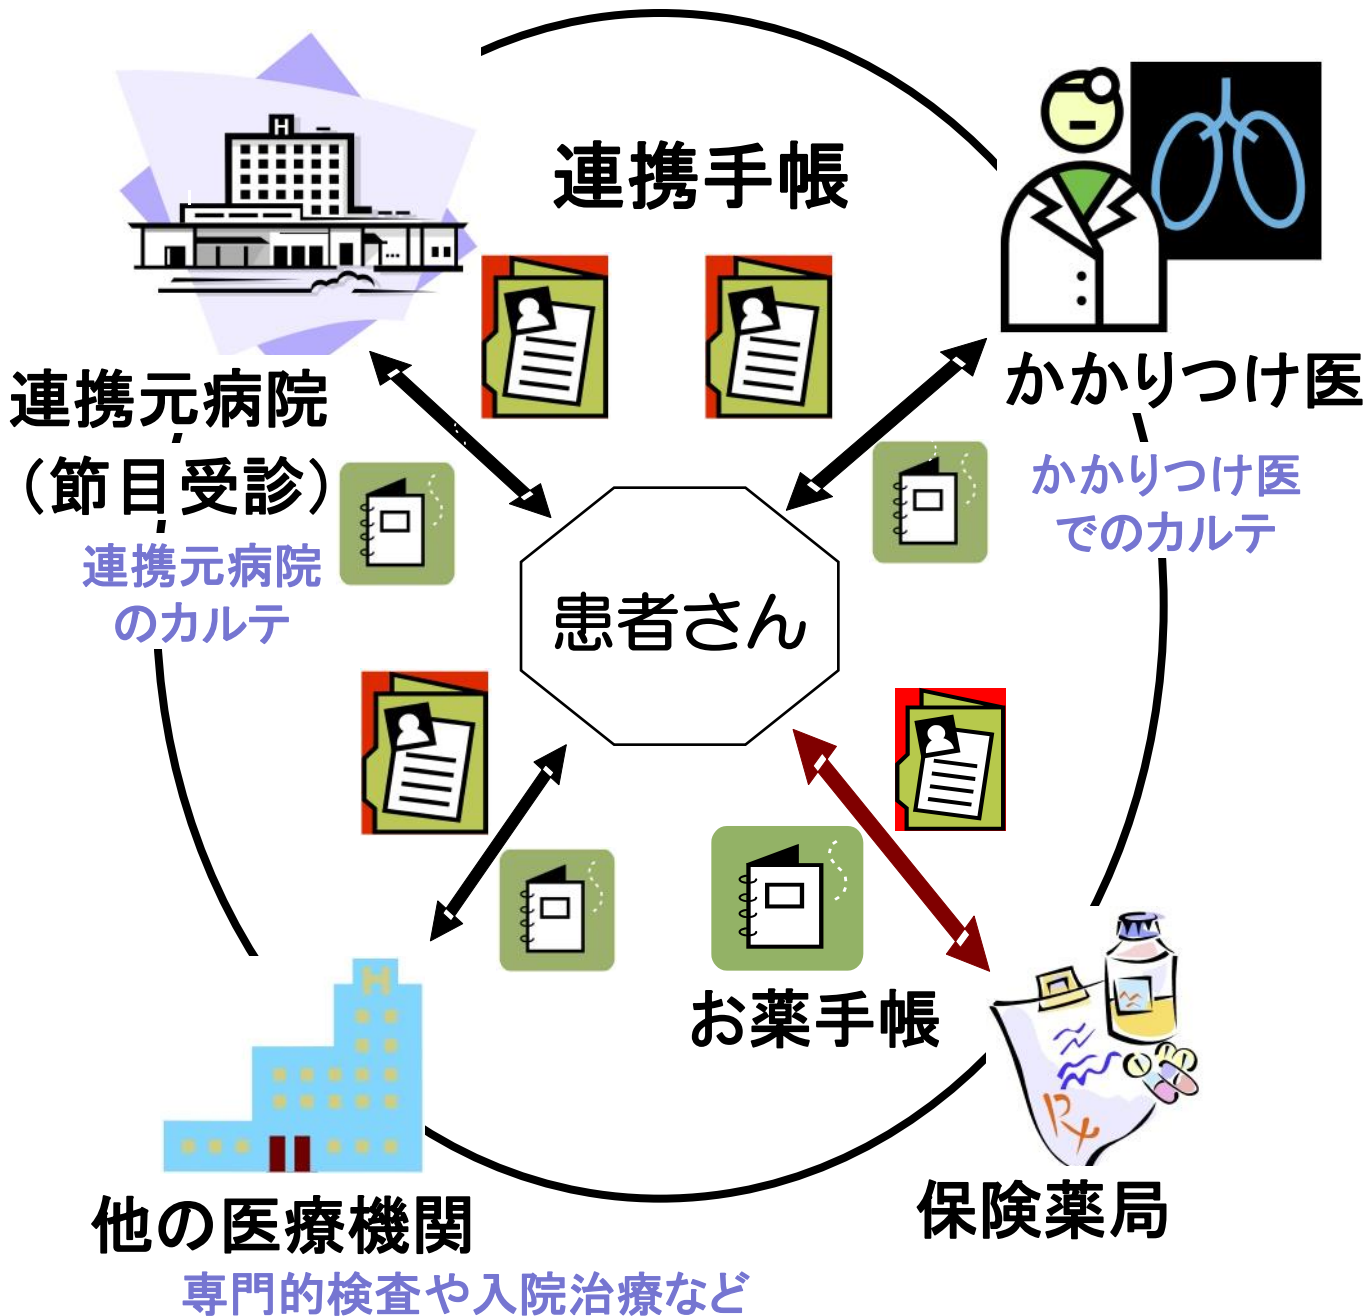 連携手帳
連携元病院
（節目受診）
連携元病院
のカルテ
かかりつけ医
かかりつけ医
でのカルテ
患者さん
お薬手帳
他の医療機関
専門的検査や入院治療など
保険薬局
H
H
Rx